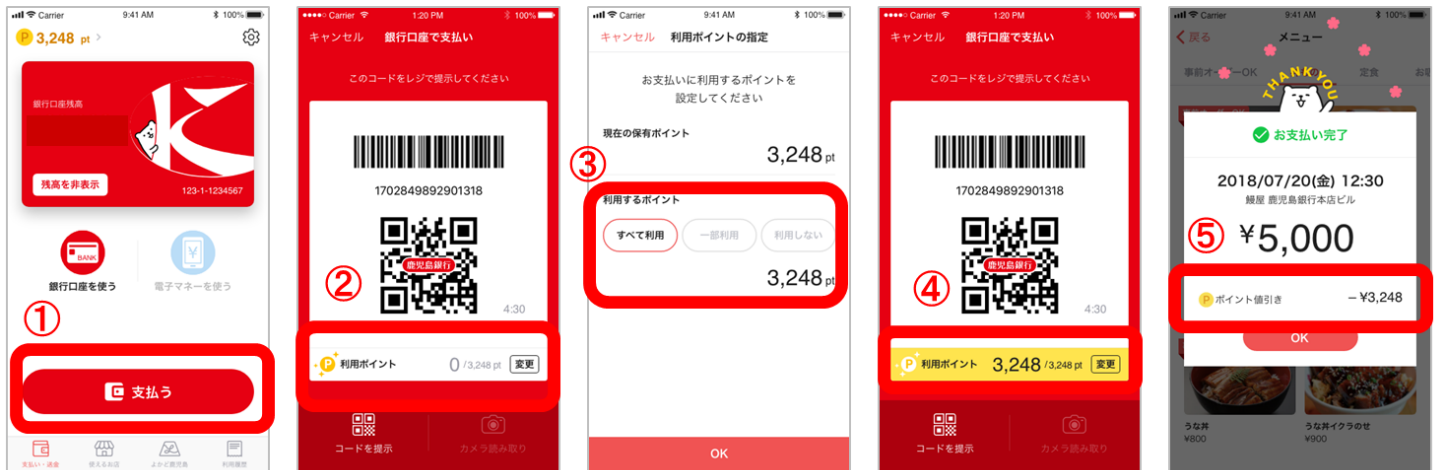 Carrier 9:41 AM 100%
P 3,248 pt >
銀行口座残高
残高を非表示
123-1-1234567
BANK
¥
銀行口座を使う
電子マネーを使う
①
支払う
支払い・送金
使えるお店
よかど鹿児島
利用履歴
Carrier 1:20 PM 100%
キャンセル 銀行口座で支払い
このコードをレジで提示してください
1702849892901318
鹿児島銀行
②
4:30
P 利用ポイント 0 /3,248 pt 変更
コードを提示
カメラ読み取り
Carrier 9:41 AM 100%
キャンセル 利用ポイントの指定
お支払いに利用するポイントを
設定してください
現在の保有ポイント
3,248 pt
③
利用するポイント
すべて利用 一部利用 利用しない
3,248 pt
OK
Carrier 1:20 PM 100%
キャンセル 銀行口座で支払い
このコードをレジで提示してください
1702849892901318
鹿児島銀行
④
4:30
P 利用ポイント 3,248 /3,248 pt 変更
コードを提示
カメラ読み取り
Carrier 9:41 AM 100%
戻る メニュー
定食
THANK YOU
お支払い完了
2018/07/20(金) 12:30
鰻屋 鹿児島銀行本店ビル
⑤
¥5,000
P ポイント値引き −¥3,248
OK
うな丼
¥800
うな丼イクラのせ
¥900